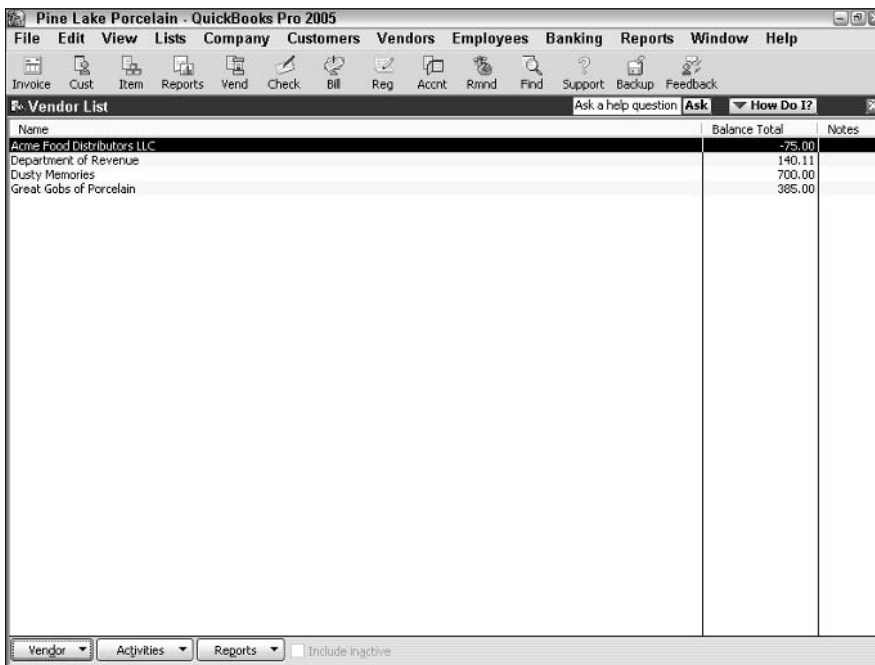 Pine Lake Porcelain - QuickBooks Pro 2005
File Edit View Lists Company Customers Vendors Employees Banking Reports Window Help
Invoice Cust Item Reports Vend Check Bill Reg Accnt Rmnd Find Support Backup Feedback
Vendor List Ask a help question Ask How Do I?
Name Balance Total Notes
Acme Food Distributors LLC -75.00
Department of Revenue 140.11
Dusty Memories 700.00
Great Gobs of Porcelain 385.00
Vendor Activities Reports Include inactive